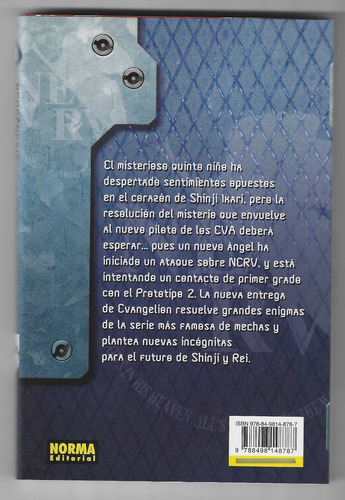 El misterioso quinto niño ha
despertado sentimientos opuestos
en el corazón de Shinji Ikari, pero la
resolución del misterio que envuelve
al nuevo piloto de los EVA deberá
esperar... pues un nuevo Ángel ha
iniciado un ataque sobre NERV, y está
intentando un contacto de primer grado
con el Prototipo 2. La nueva entrega
de Evangelion resuelve grandes enigmas
de la serie más famosa de mechas y
plantea nuevas incógnitas
para el futuro de Shinji y Rei.
ISBN 978-84-9814-878-7
9 788498 148787
NORMA
Editorial